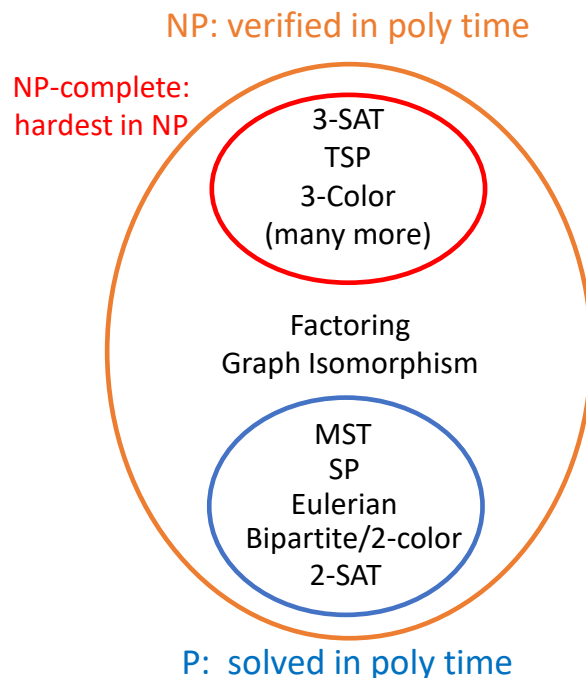 NP: verified in poly time
NP-complete:
hardest in NP
3-SAT
TSP
3-Color
(many more)
Factoring
Graph Isomorphism
MST
SP
Eulerian
Bipartite/2-color
2-SAT
P: solved in poly time